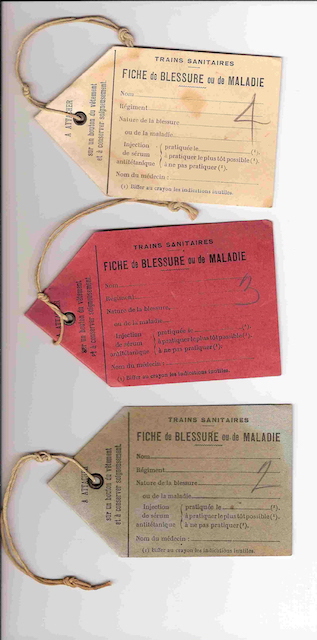 TRAINS SANITAIRES
FICHE de BLESSURE ou de MALADIE
Nom
Régiment
Nature de la blessure
ou de la maladie
Injection
de sérum
antitétanique
pratiquée le (¹).
à pratiquer le plus tôt possible (¹).
à ne pas pratiquer (¹).
Nom du médecin :
(1) Biffer au crayon les indications inutiles.
A ATTACHER
sur un bouton du vêtement
et à conserver soigneusement
4
TRAINS SANITAIRES
FICHE de BLESSURE ou de MALADIE
Nom
Régiment
Nature de la blessure
ou de la maladie
Injection
de sérum
antitétanique
pratiquée le (¹).
à pratiquer le plus tôt possible (¹).
à ne pas pratiquer (¹).
Nom du médecin :
(1) Biffer au crayon les indications inutiles.
A ATTACHER
sur un bouton du vêtement
et à conserver soigneusement
3
TRAINS SANITAIRES
FICHE de BLESSURE ou de MALADIE
Nom
Régiment
Nature de la blessure
ou de la maladie
Injection
de sérum
antitétanique
pratiquée le (¹).
à pratiquer le plus tôt possible (¹).
à ne pas pratiquer (¹).
Nom du médecin :
(1) Biffer au crayon les indications inutiles.
A ATTACHER
sur un bouton du vêtement
et à conserver soigneusement
2